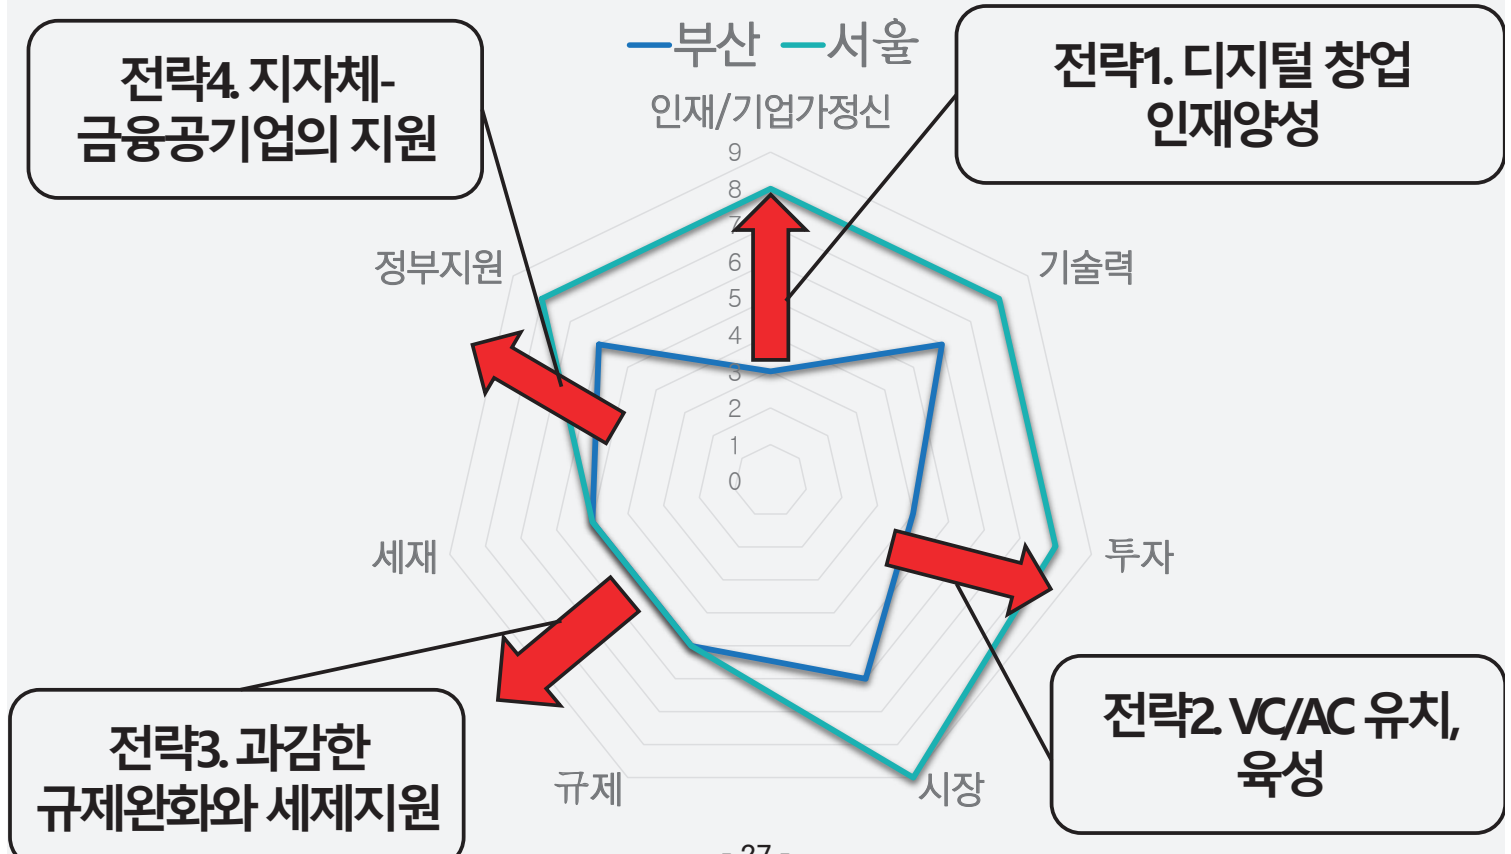 부산 서울
전략4. 지자체-
금융공기업의 지원
전략1. 디지털 창업
인재양성
인재/기업가정신
9
8
7
6
5
4
3
2
1
0
정부지원
기술력
세재
투자
규제
시장
전략3. 과감한
규제완화와 세제지원
전략2. VC/AC 유치,
육성
- 27 -